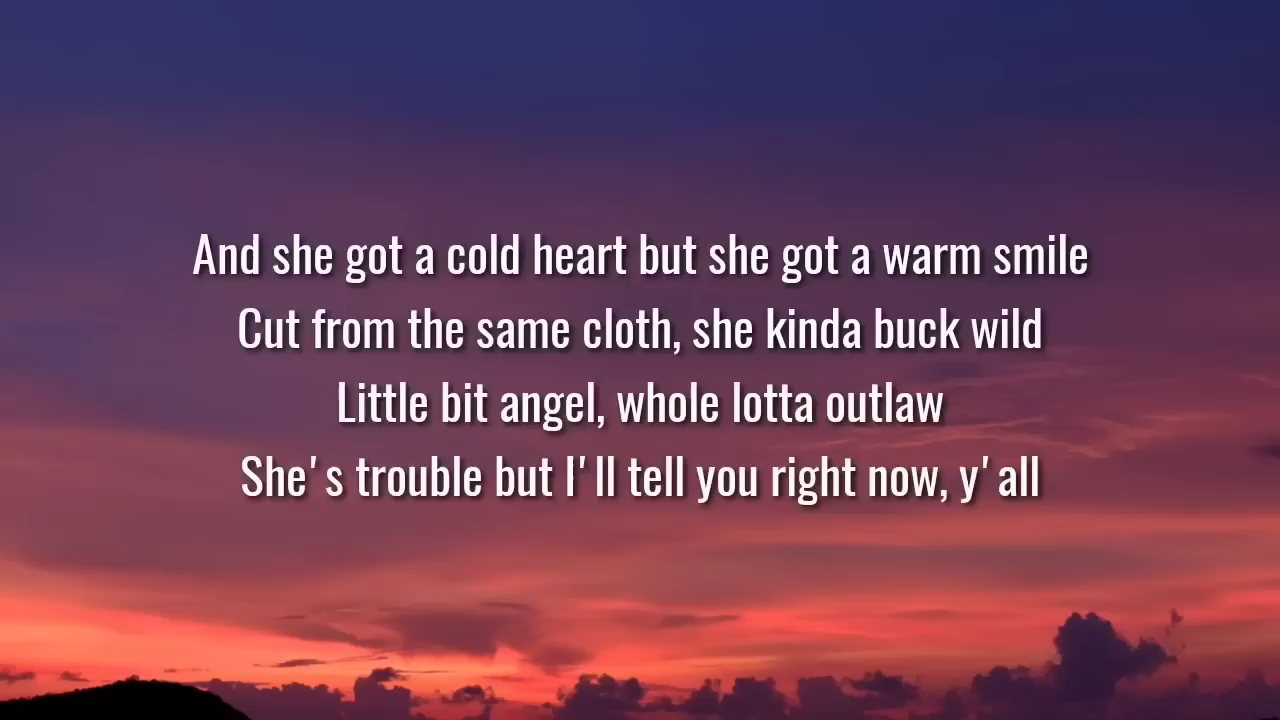 And she got a cold heart but she got a warm smile
Cut from the same cloth, she kinda buck wild
Little bit angel, whole lotta outlaw
She's trouble but I'll tell you right now, y'all